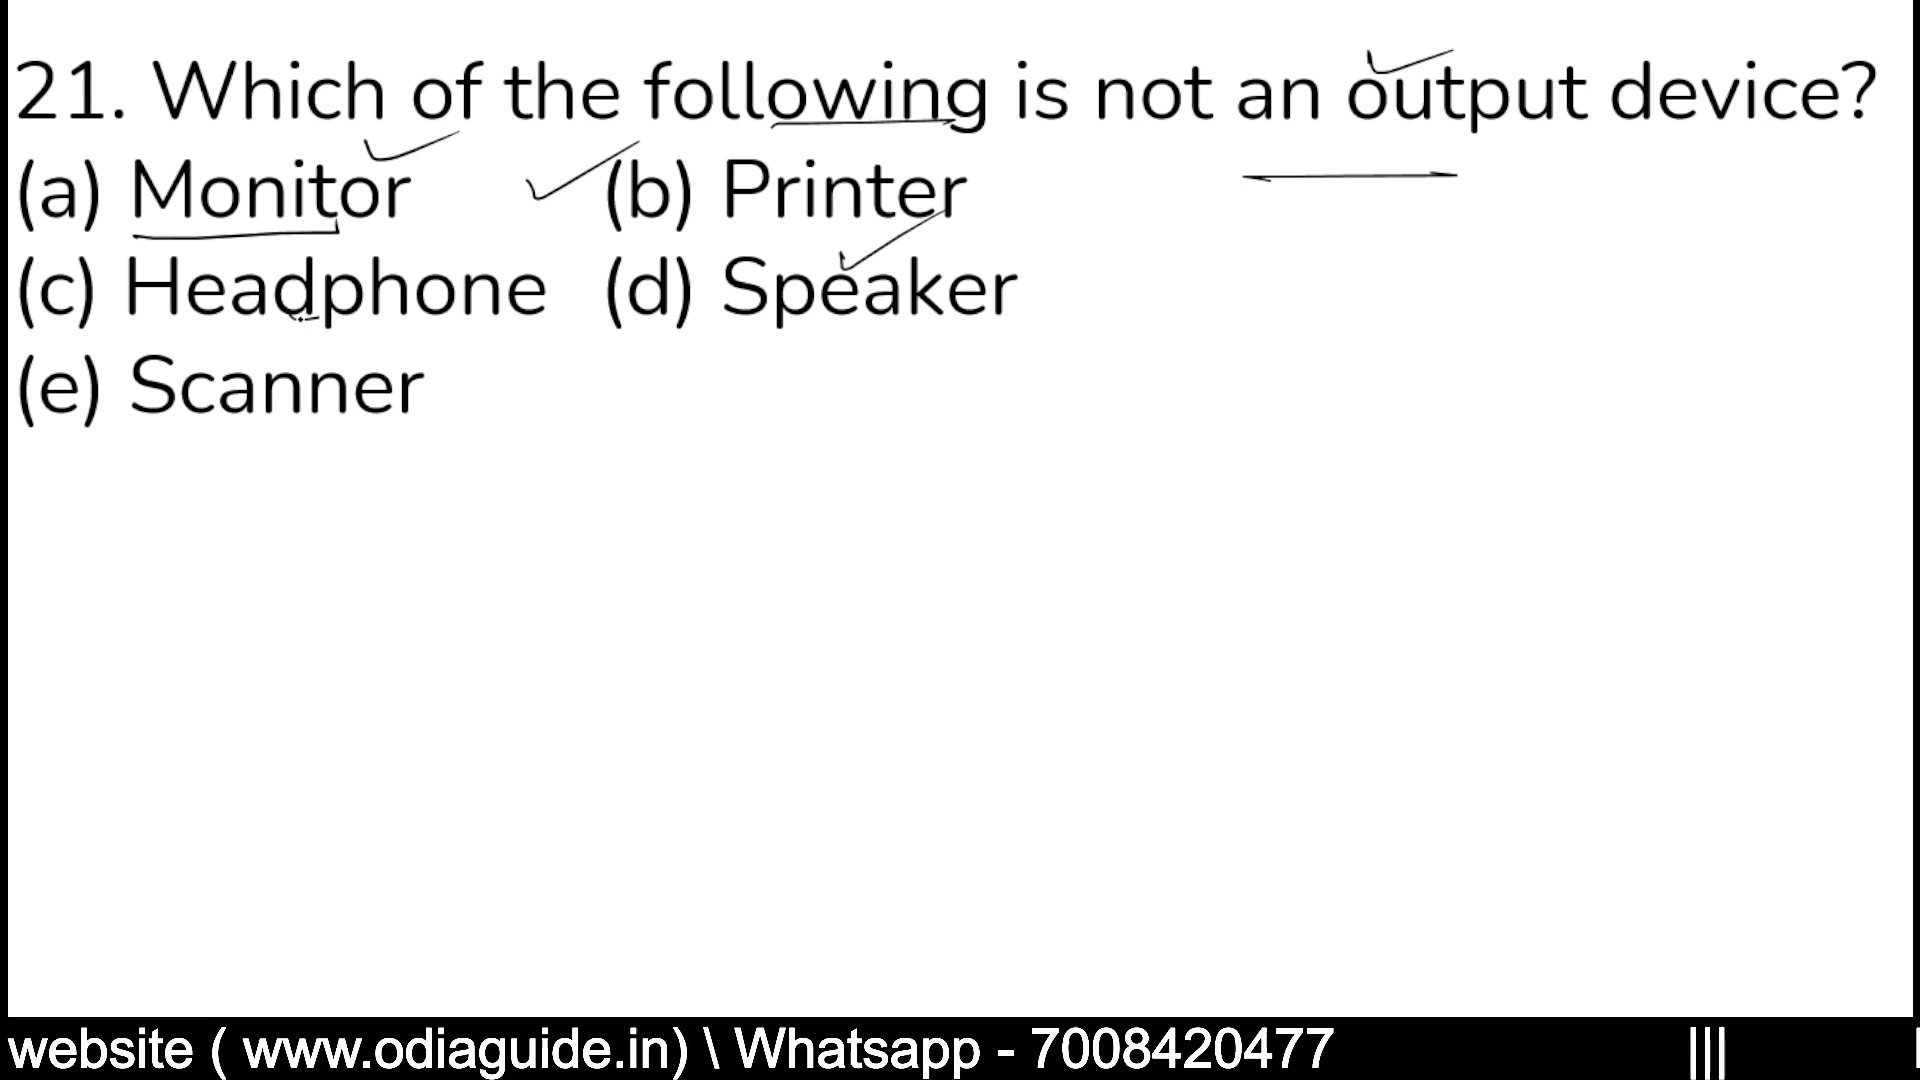 21. Which of the following is not an output device?
(a) Monitor (b) Printer
(c) Headphone (d) Speaker
(e) Scanner
website ( www.odiaguide.in) \ Whatsapp - 7008420477 |||